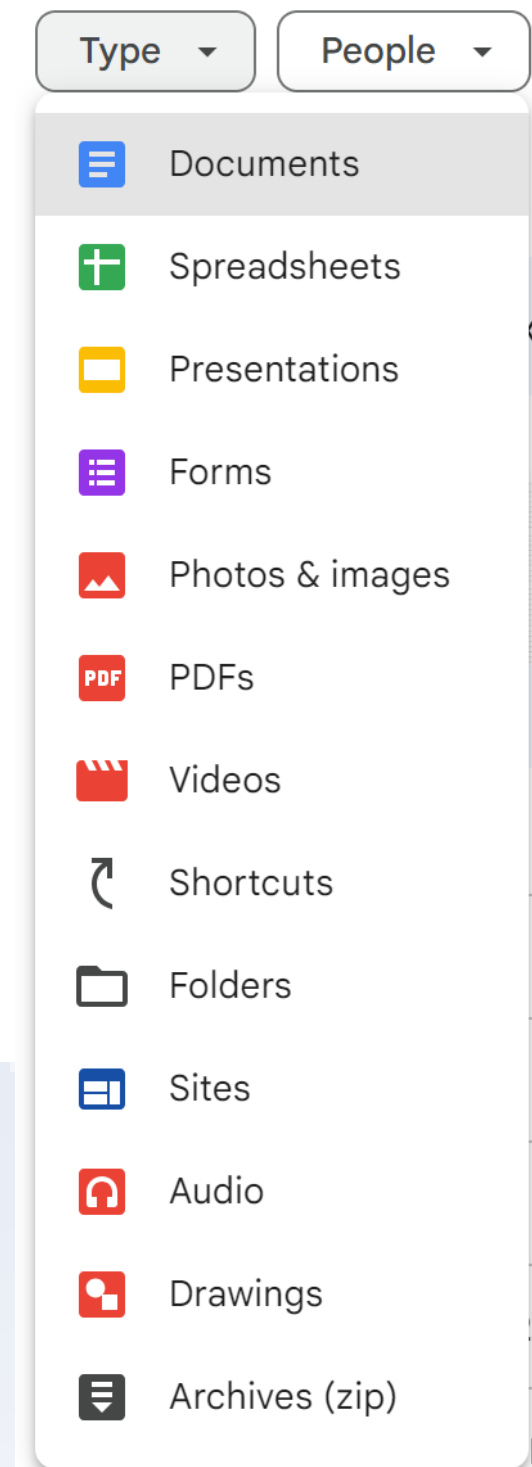 Type People
Documents
Spreadsheets
Presentations
Forms
Photos & images
PDF PDFs
Videos
Shortcuts
Folders
Sites
Audio
Drawings
Archives (zip)